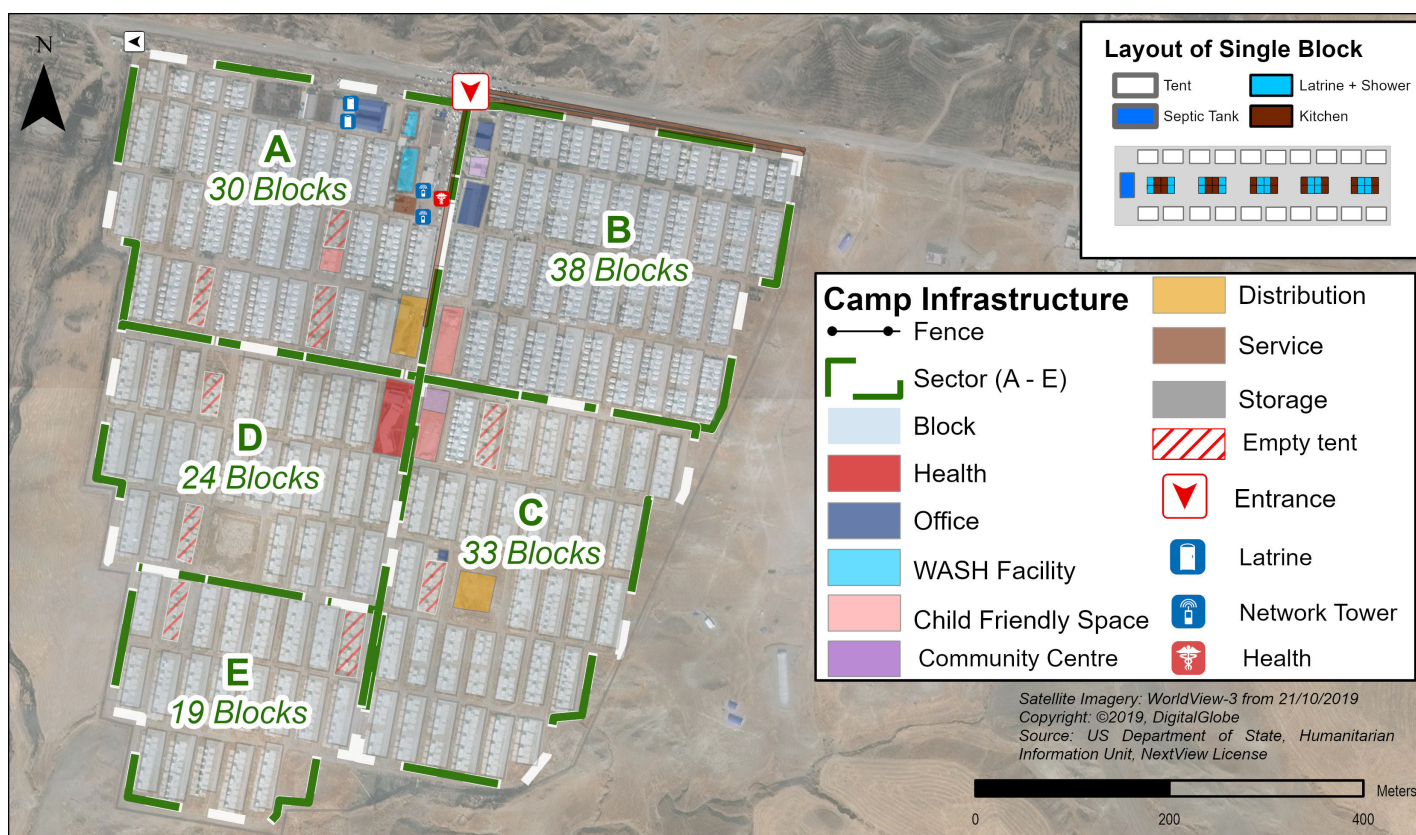 N
A
30 Blocks
B
38 Blocks
D
24 Blocks
C
33 Blocks
E
19 Blocks
Layout of Single Block
Tent
Latrine + Shower
Septic Tank
Kitchen
Camp Infrastructure
Fence
Sector (A - E)
Block
Health
Office
WASH Facility
Child Friendly Space
Community Centre
Distribution
Service
Storage
Empty tent
Entrance
Latrine
Network Tower
Health
Satellite Imagery: WorldView-3 from 21/10/2019
Copyright: ©2019, DigitalGlobe
Source: US Department of State, Humanitarian
Information Unit, NextView License
Meters
0 200 400